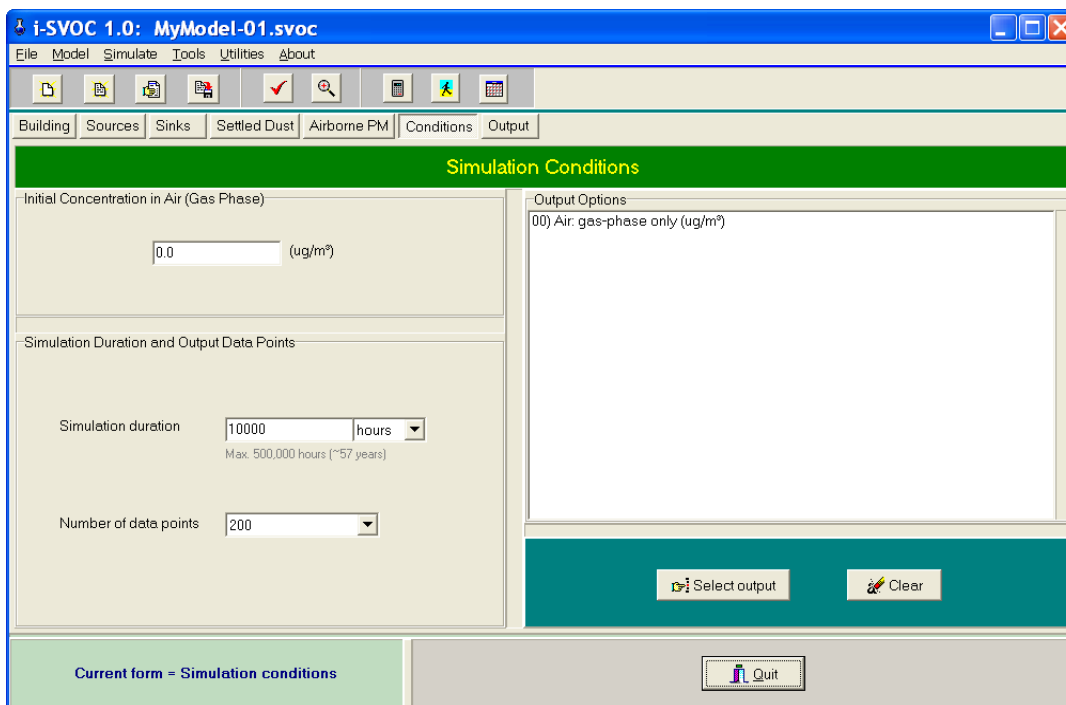 i-SVOC 1.0: MyModel-01.svoc
File Model Simulate Tools Utilities About
Building Sources Sinks Settled Dust Airborne PM Conditions Output
Simulation Conditions
Initial Concentration in Air (Gas Phase)
0.0 (ug/m³)
Simulation Duration and Output Data Points
Simulation duration 10000 hours
Max. 500,000 hours (~57 years)
Number of data points 200
Output Options
00) Air: gas-phase only (ug/m³)
Select output Clear
Current form = Simulation conditions
Quit